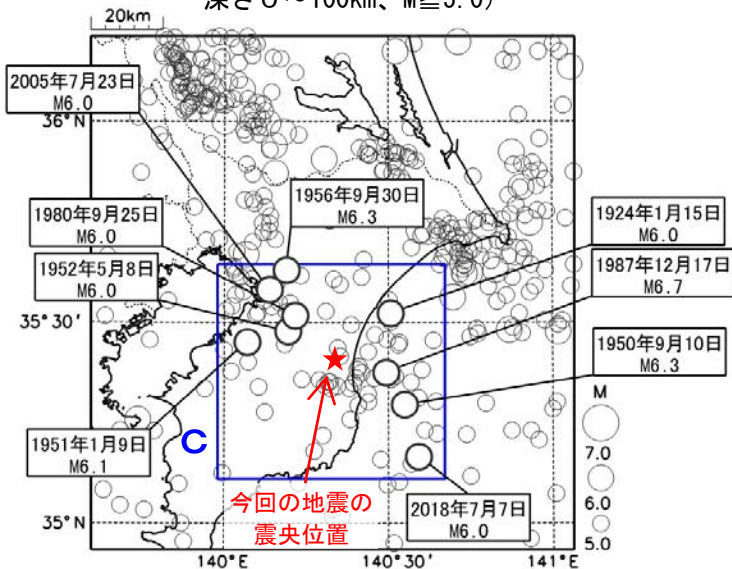 深さ0～100km、M≧5.0)
20km
2005年7月23日
M6.0
36°N
1956年9月30日
M6.3
1980年9月25日
M6.0
1924年1月15日
M6.0
1952年5月8日
M6.0
1987年12月17日
M6.7
35°30′
1950年9月10日
M6.3
M
C
1951年1月9日
M6.1
7.0
今回の地震の
震央位置
2018年7月7日
M6.0
6.0
35°N
5.0
140°E
140°30′
141°E